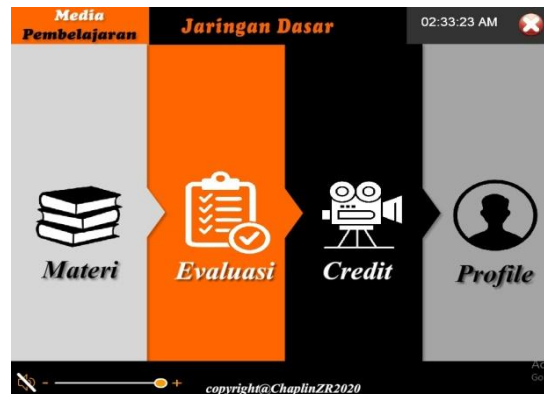 Media
Pembelajaran
Jaringan Dasar
02:33:23 AM
Materi
Evaluasi
Credit
Profile
- +
copyright@ChaplinZR2020